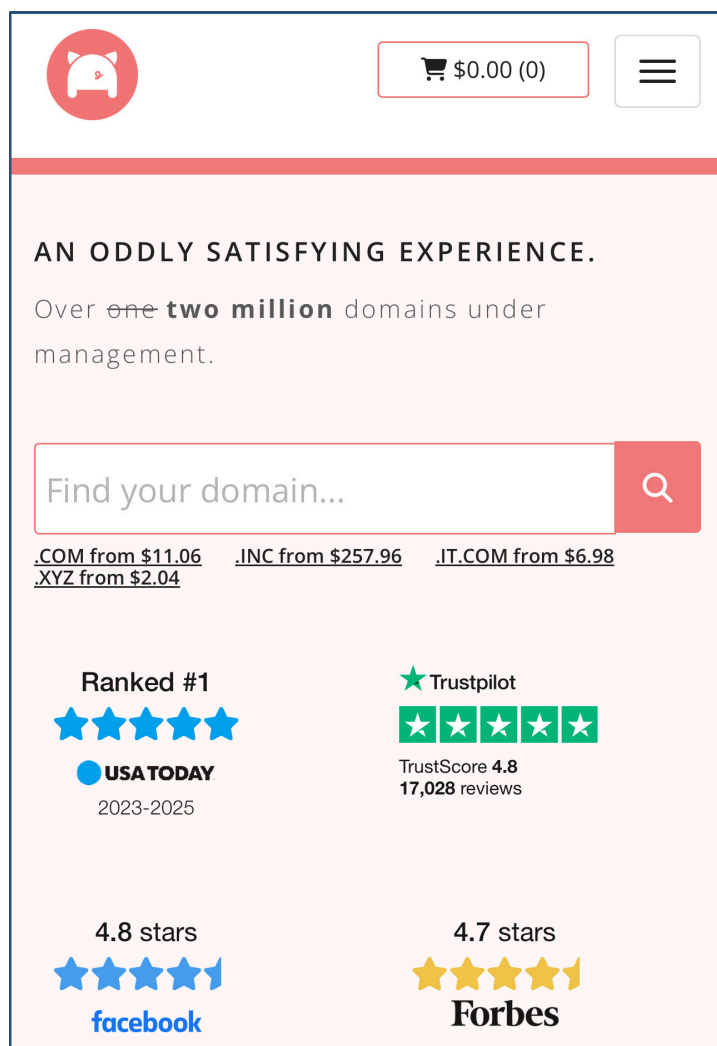 $0.00 (0)
AN ODDLY SATISFYING EXPERIENCE.
Over one two million domains under
management.
Find your domain...
.COM from $11.06 .INC from $257.96 .IT.COM from $6.98
.XYZ from $2.04
Ranked #1
USA TODAY
2023-2025
Trustpilot
TrustScore 4.8
17,028 reviews
4.8 stars
facebook
4.7 stars
Forbes